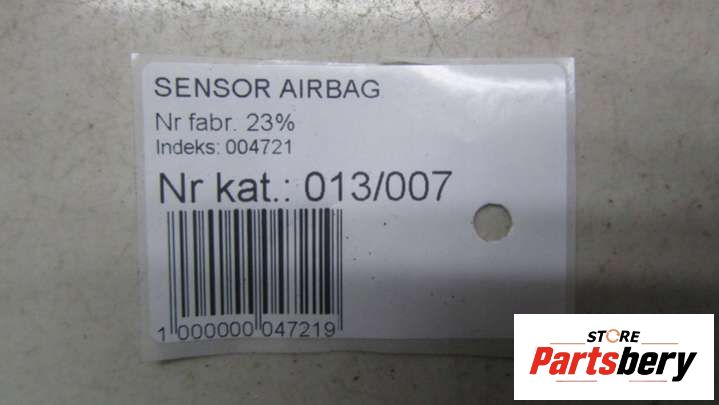 SENSOR AIRBAG
Nr fabr. 23%
Indeks: 004721
Nr kat.: 013/007
1 000000 047219
STORE
Partsbery